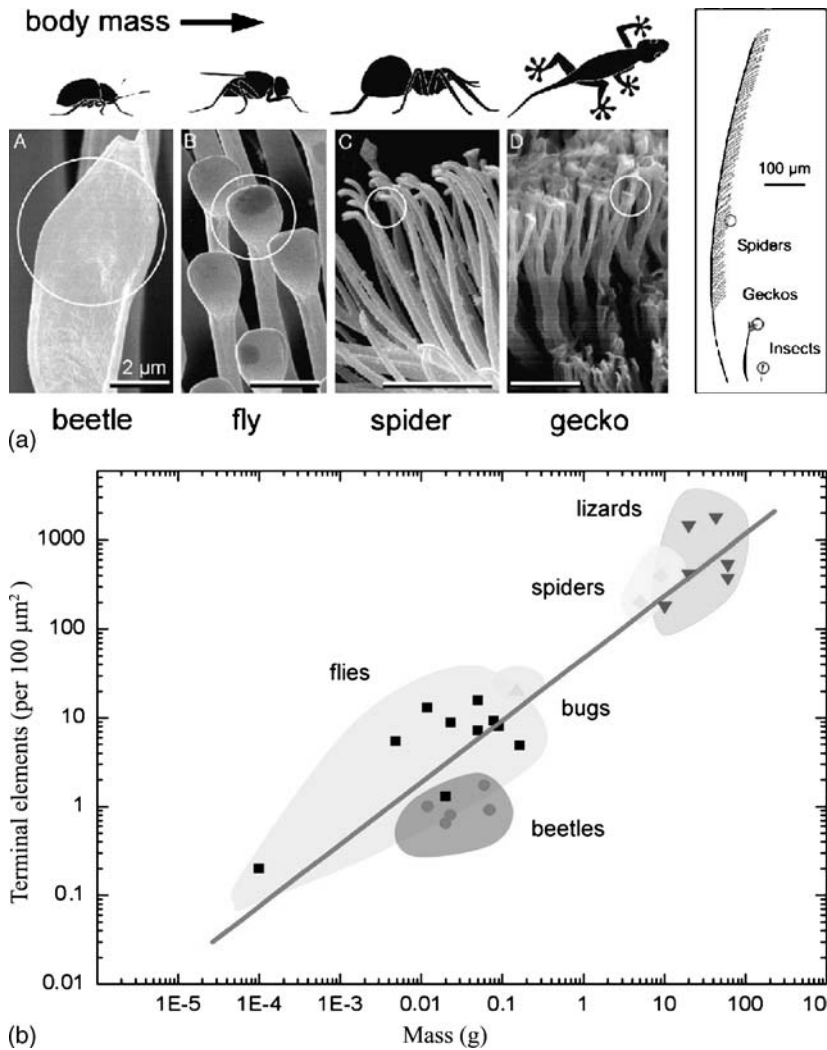 body mass
A
B
C
D
2 µm
100 µm
Spiders
Geckos
Insects
beetle fly spider gecko
(a)
Terminal elements (per 100 µm²)
1000
100
10
1
0.1
0.01
lizards
spiders
flies
bugs
beetles
1E-5 1E-4 1E-3 0.01 0.1 1 10 100 100
(b)
Mass (g)